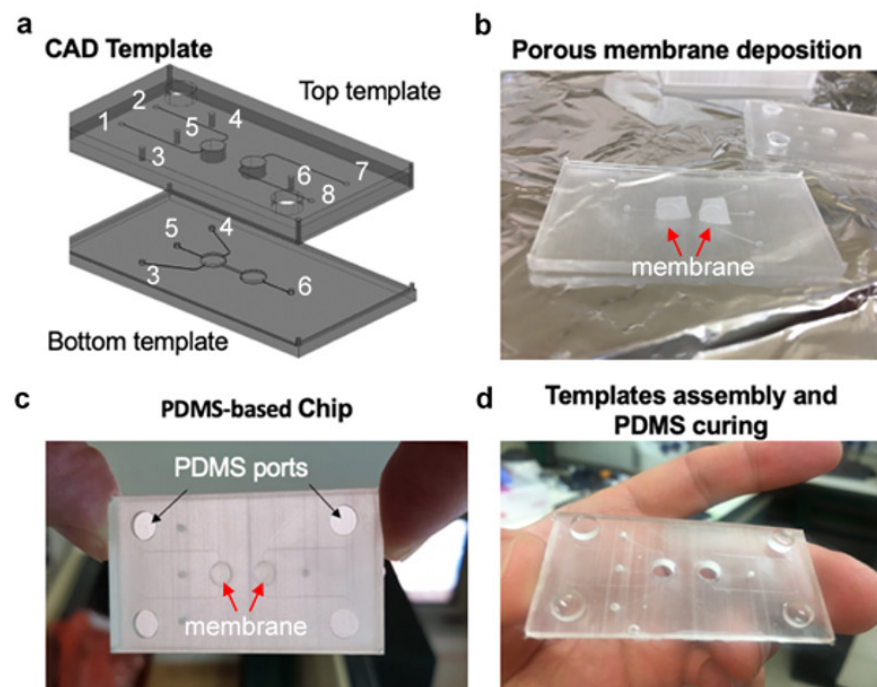 a
CAD Template
Top template
1
2
5
4
3
6
7
8
5
4
3
6
Bottom template
b
Porous membrane deposition
membrane
c
PDMS-based Chip
PDMS ports
membrane
d
Templates assembly and
PDMS curing